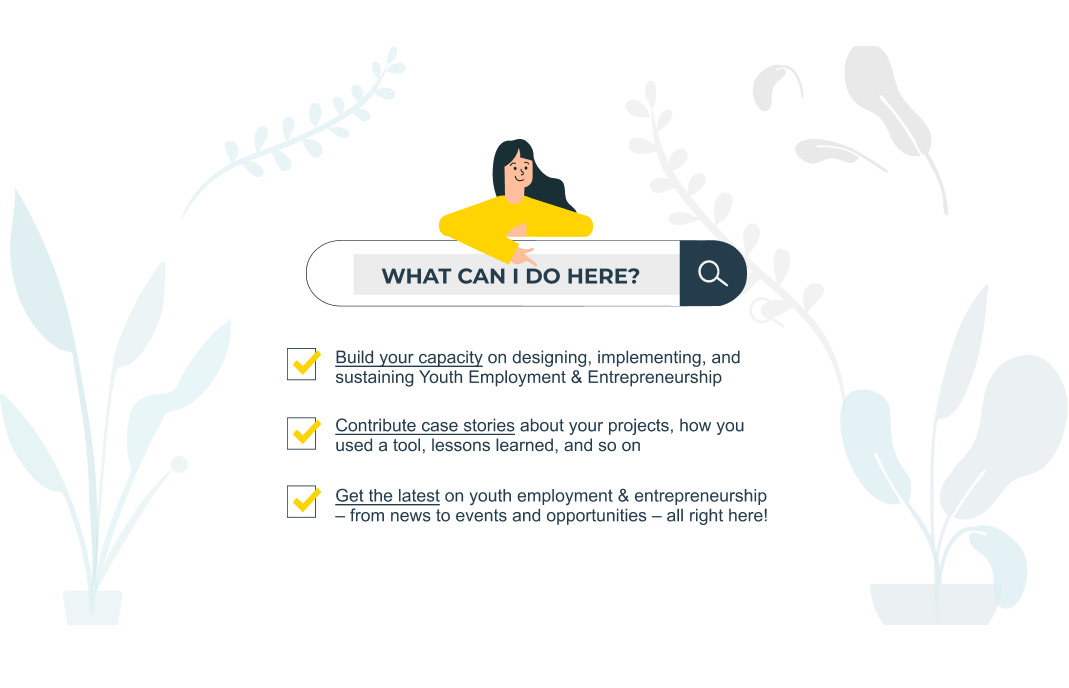 WHAT CAN I DO HERE?
Build your capacity on designing, implementing, and
sustaining Youth Employment & Entrepreneurship
Contribute case stories about your projects, how you
used a tool, lessons learned, and so on
Get the latest on youth employment & entrepreneurship
– from news to events and opportunities – all right here!